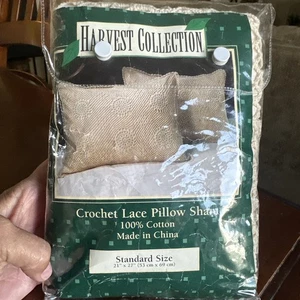 HARVEST COLLECTION
Crochet Lace Pillow Sham
100% Cotton
Made in China
Standard Size
21" x 27" (53 cm x 69 cm)